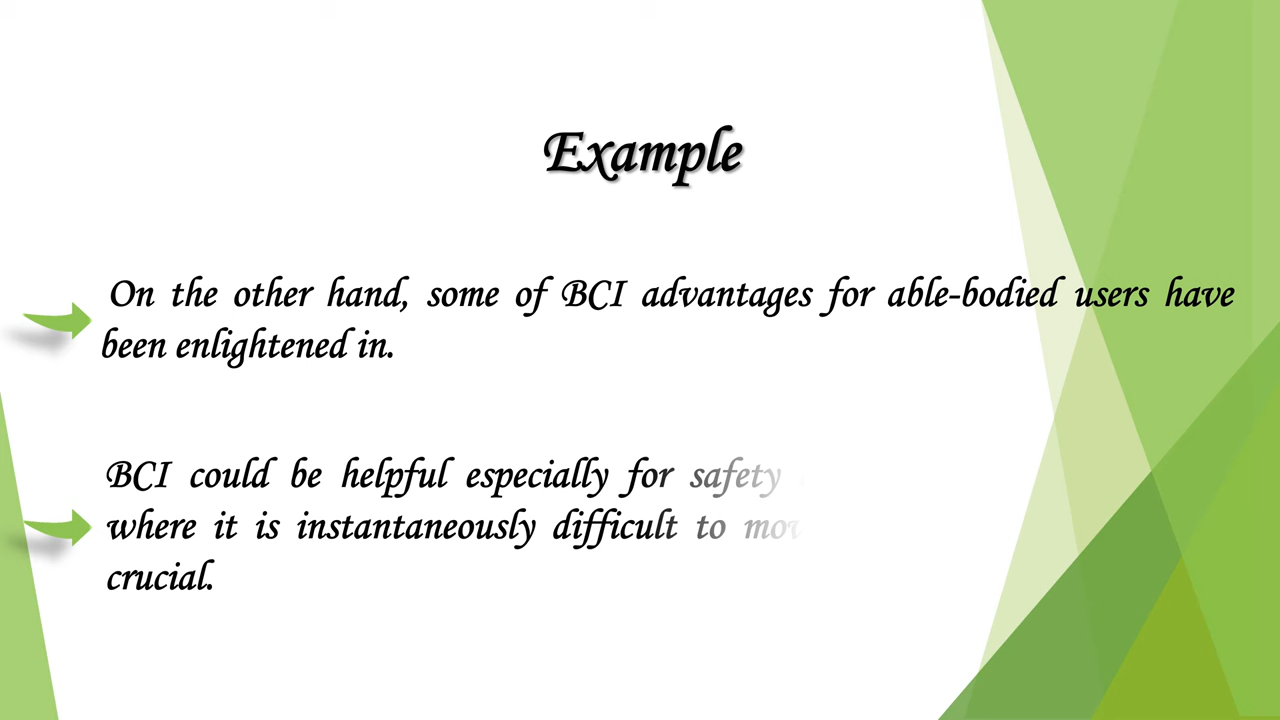 Example
On the other hand, some of BCI advantages for able-bodied users have
been enlightened in.
BCI could be helpful especially for safety
where it is instantaneously difficult to
crucial.